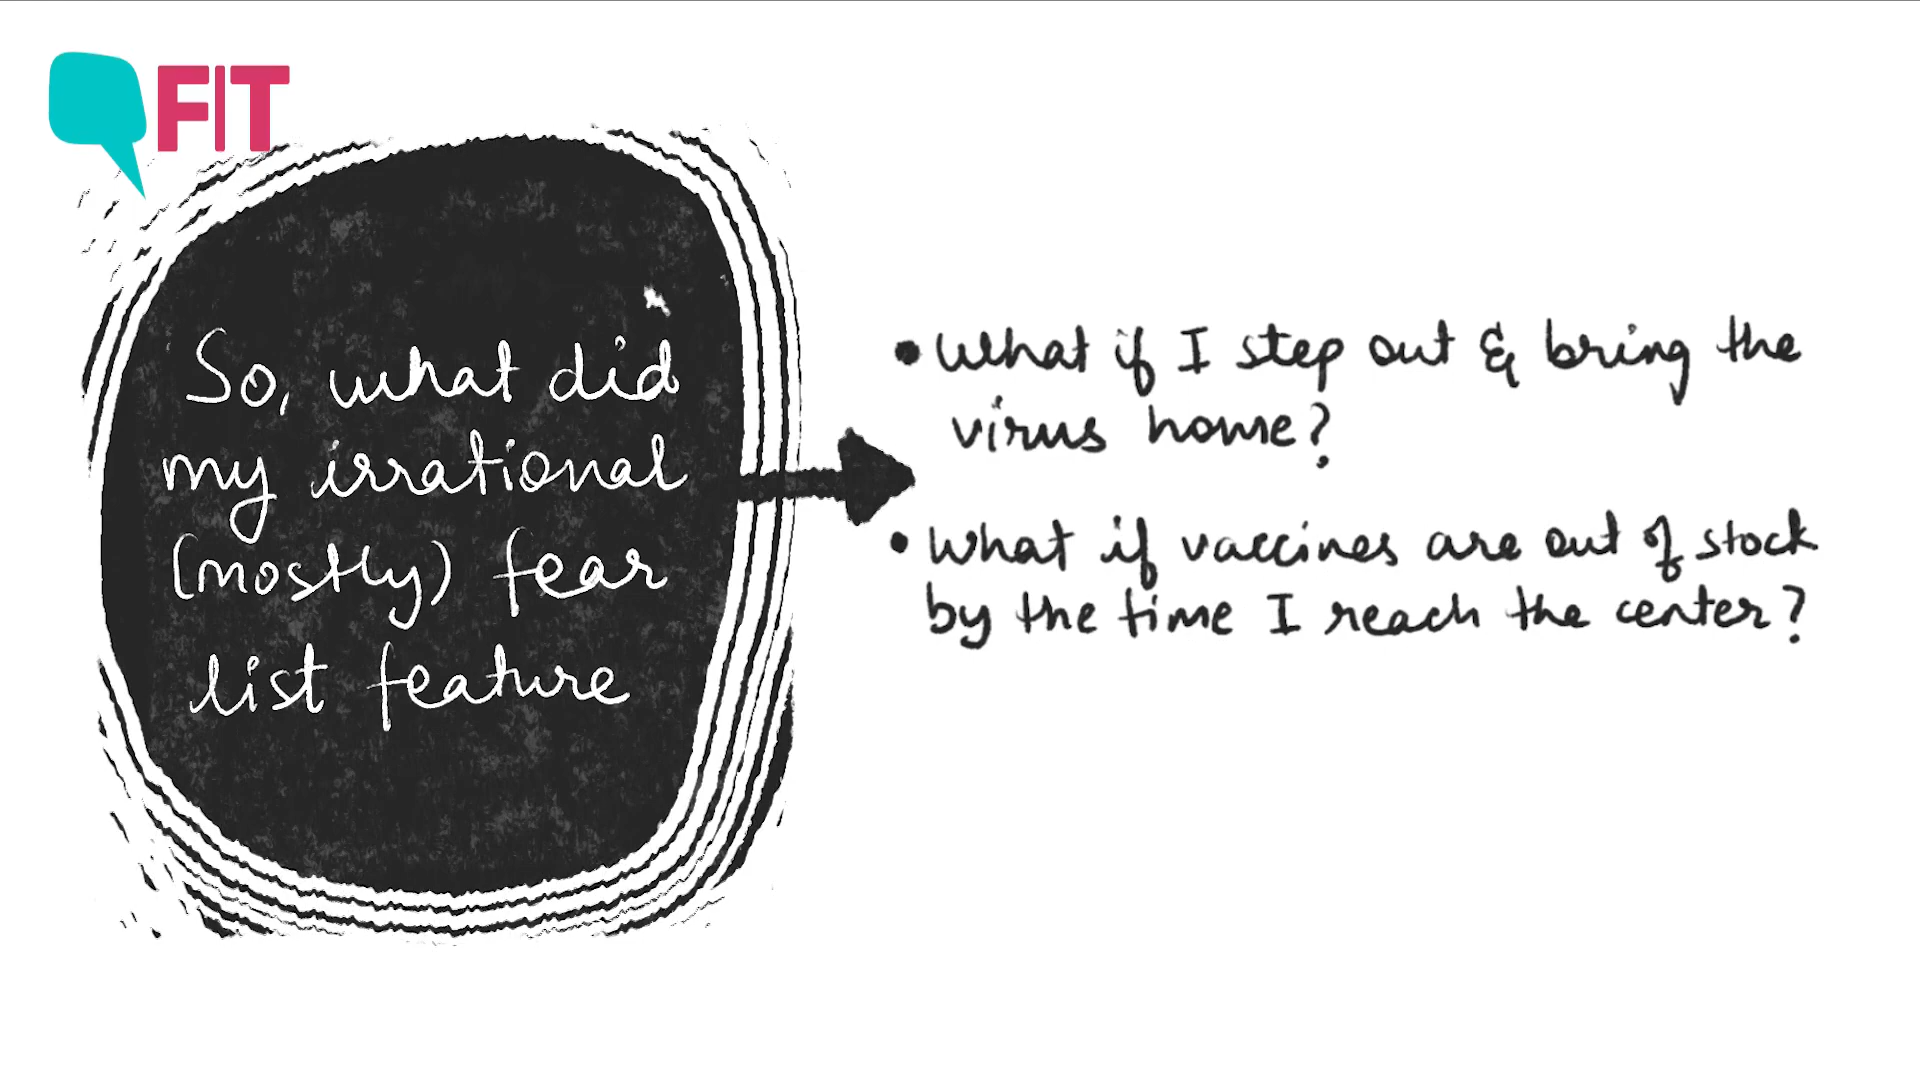 FIT
So, what did
my irrational
(mostly) fear
list feature
• What if I step out & bring the
virus home?
• What if vaccines are out of stock
by the time I reach the center?